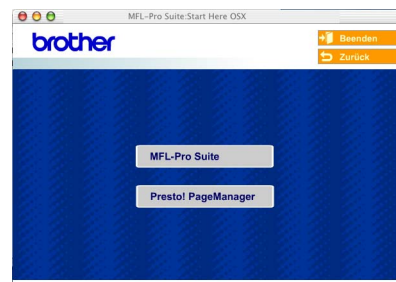 MFL-Pro Suite:Start Here OSX
brother
Beenden
Zurück
MFL-Pro Suite
Presto! PageManager